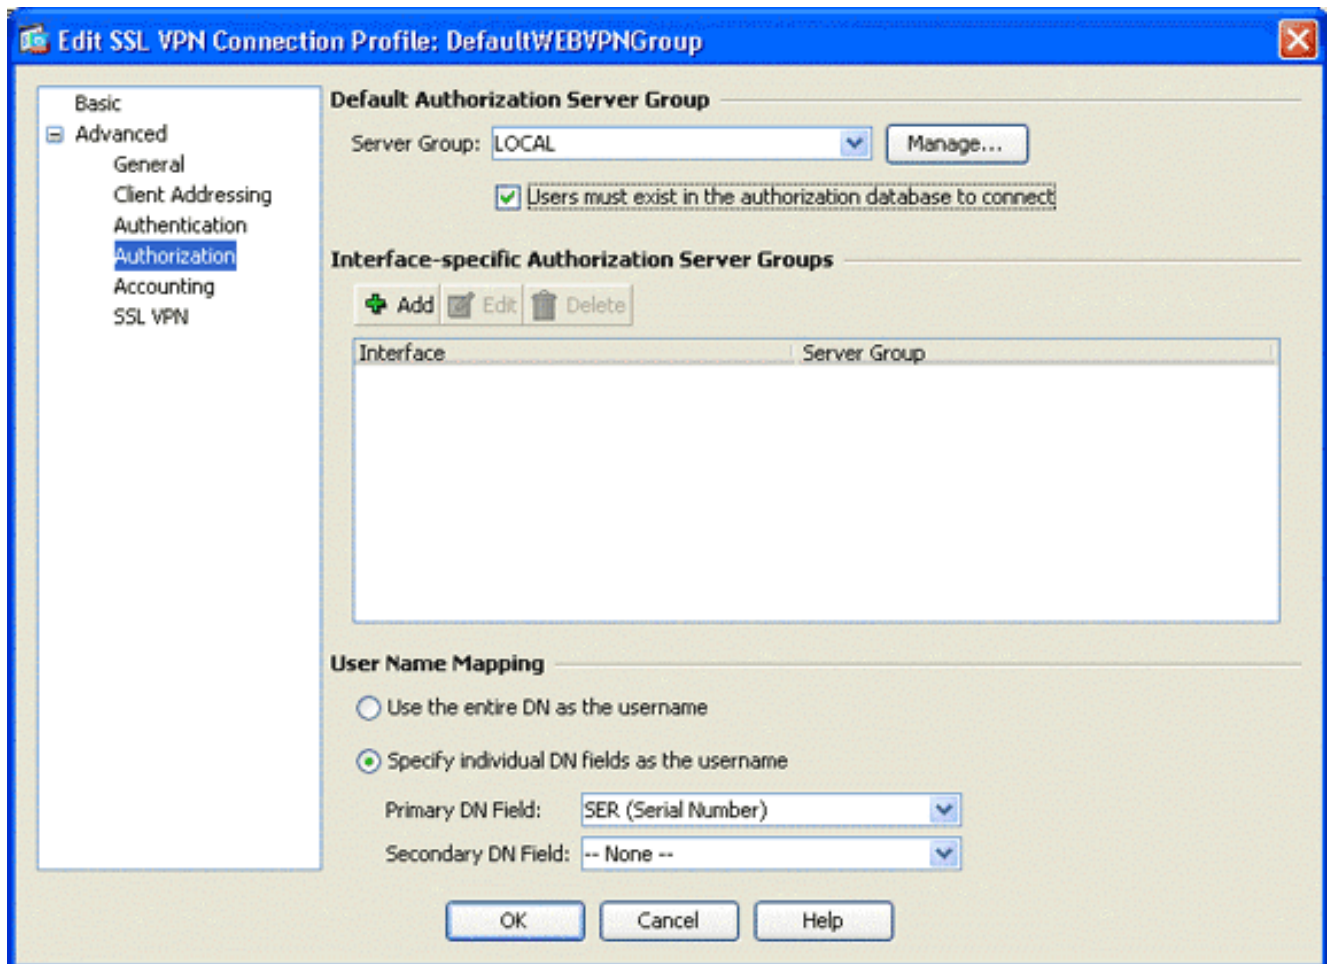 Edit SSL VPN Connection Profile: DefaultWEBVPNGroup
Basic
Advanced
General
Client Addressing
Authentication
Authorization
Accounting
SSL VPN
Default Authorization Server Group
Server Group: LOCAL Manage...
Users must exist in the authorization database to connect
Interface-specific Authorization Server Groups
Add Edit Delete
Interface Server Group
User Name Mapping
Use the entire DN as the username
Specify individual DN fields as the username
Primary DN Field: SER (Serial Number)
Secondary DN Field: -- None --
OK Cancel Help